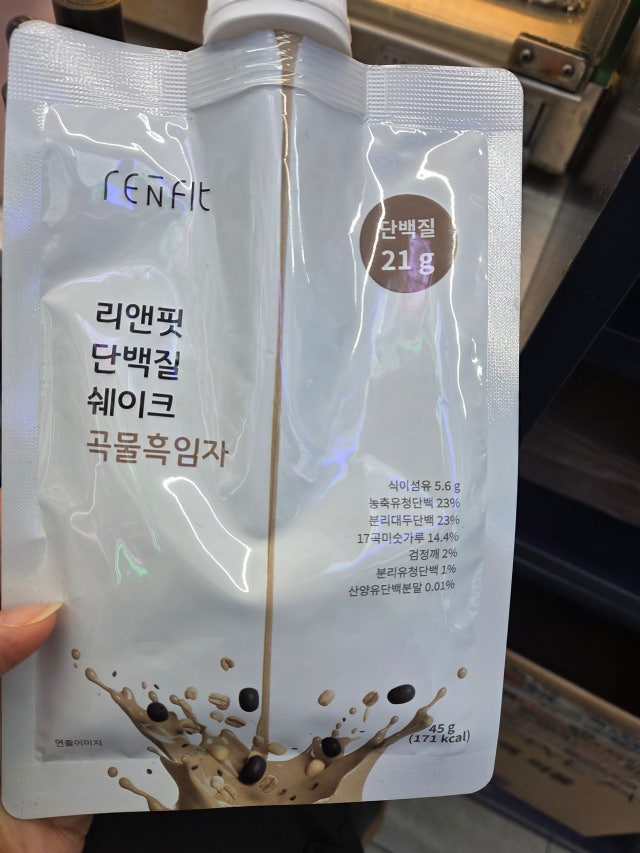 rEN̄Fit
단백질
21 g
리앤핏
단백질
쉐이크
곡물흑임자
식이섬유 5.6 g
농축유청단백 23%
분리대두단백 23%
17곡미숫가루 14.4%
검정깨 2%
분리유청단백 1%
산양유단백분말 0.01%
연출이미지
45 g
(171 kcal)